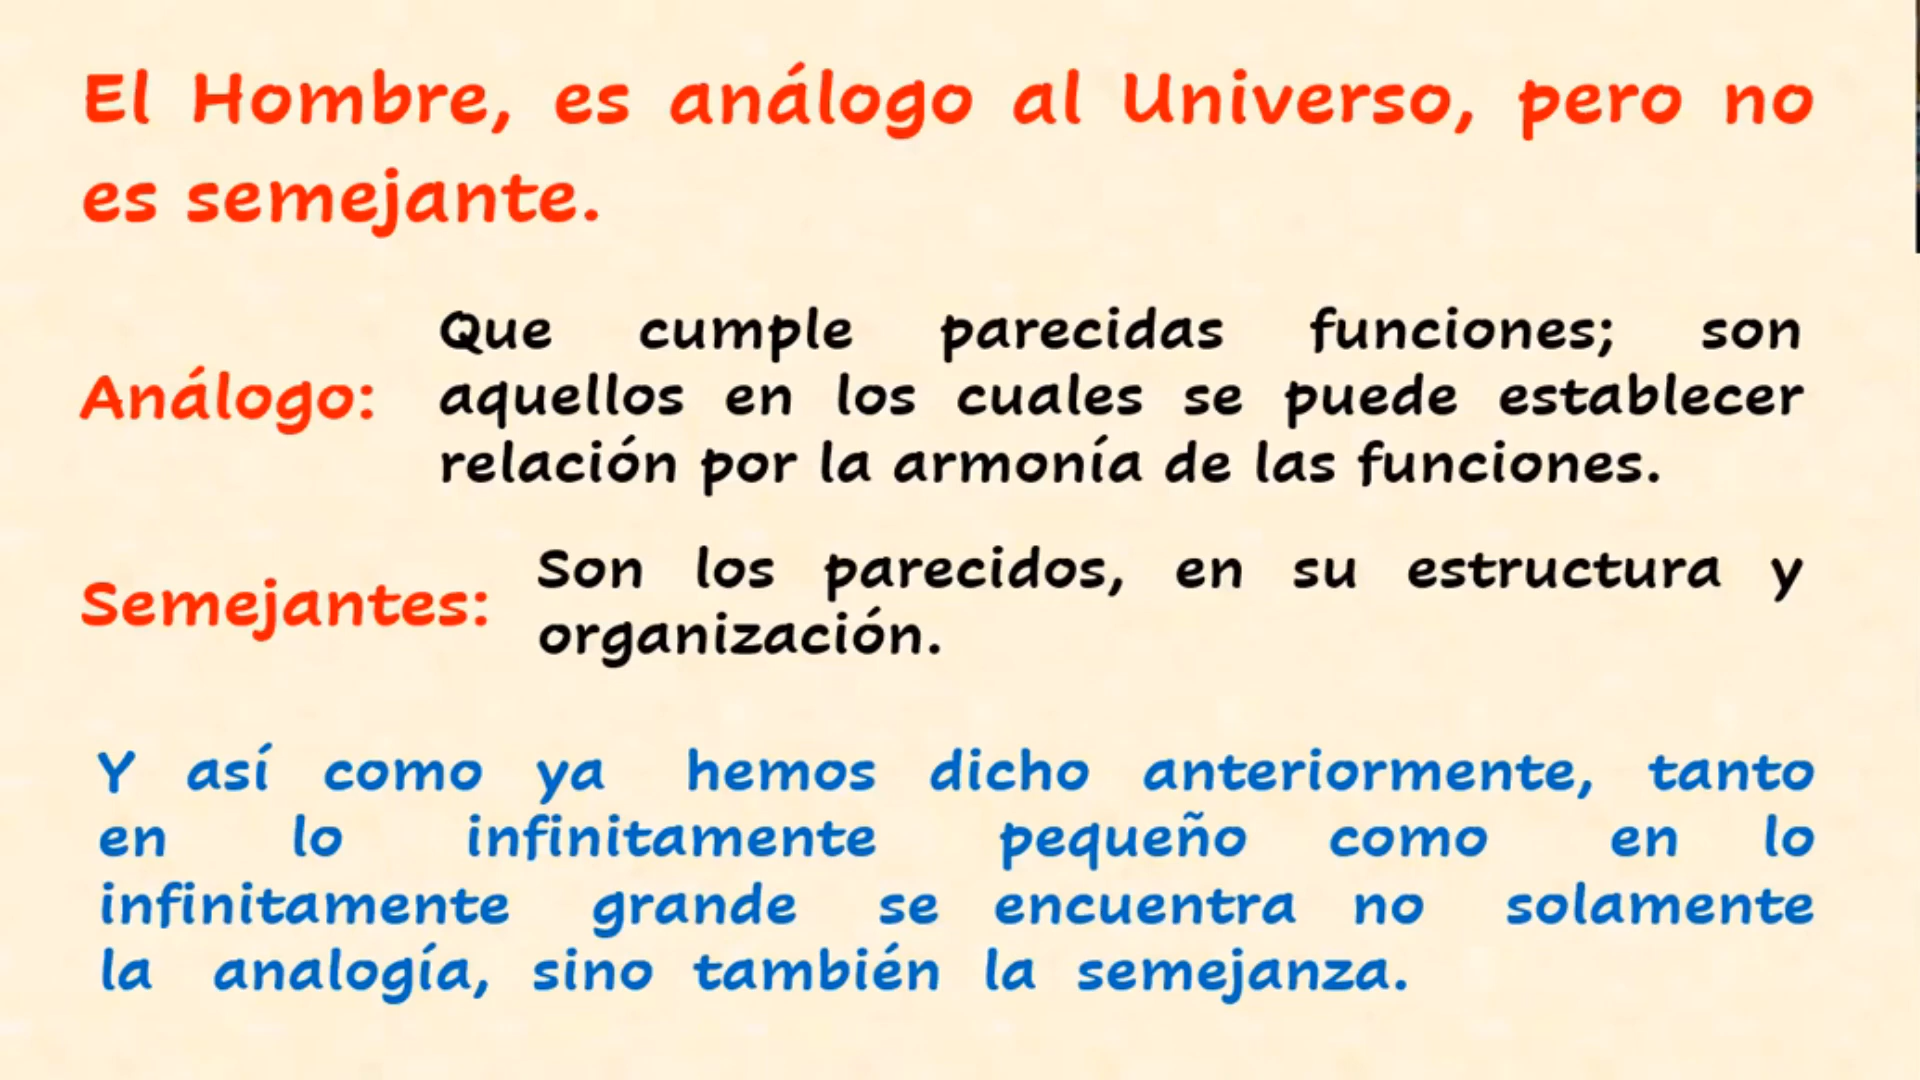 El Hombre, es análogo al Universo, pero no
es semejante.
Análogo:
Que cumple parecidas funciones; son
aquellos en los cuales se puede establecer
relación por la armonía de las funciones.
Semejantes:
Son los parecidos, en su estructura y
organización.
Y así como ya hemos dicho anteriormente, tanto
en lo infinitamente pequeño como en lo
infinitamente grande se encuentra no solamente
la analogía, sino también la semejanza.